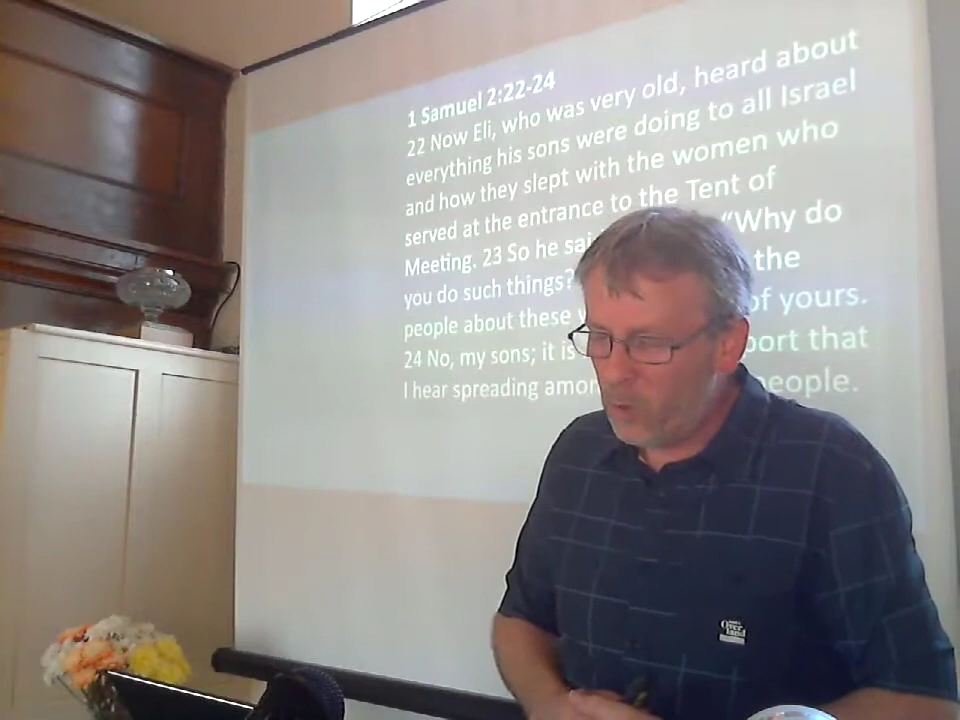 1 Samuel 2:22-24
22 Now Eli, who was very old, heard about
everything his sons were doing to all Israel
and how they slept with the women who
served at the entrance to the Tent of
Meeting. 23 So he “Why do
you do such things? the
people about these of yours.
24 No, my sons; it is that
I hear spreading people.
Over
land